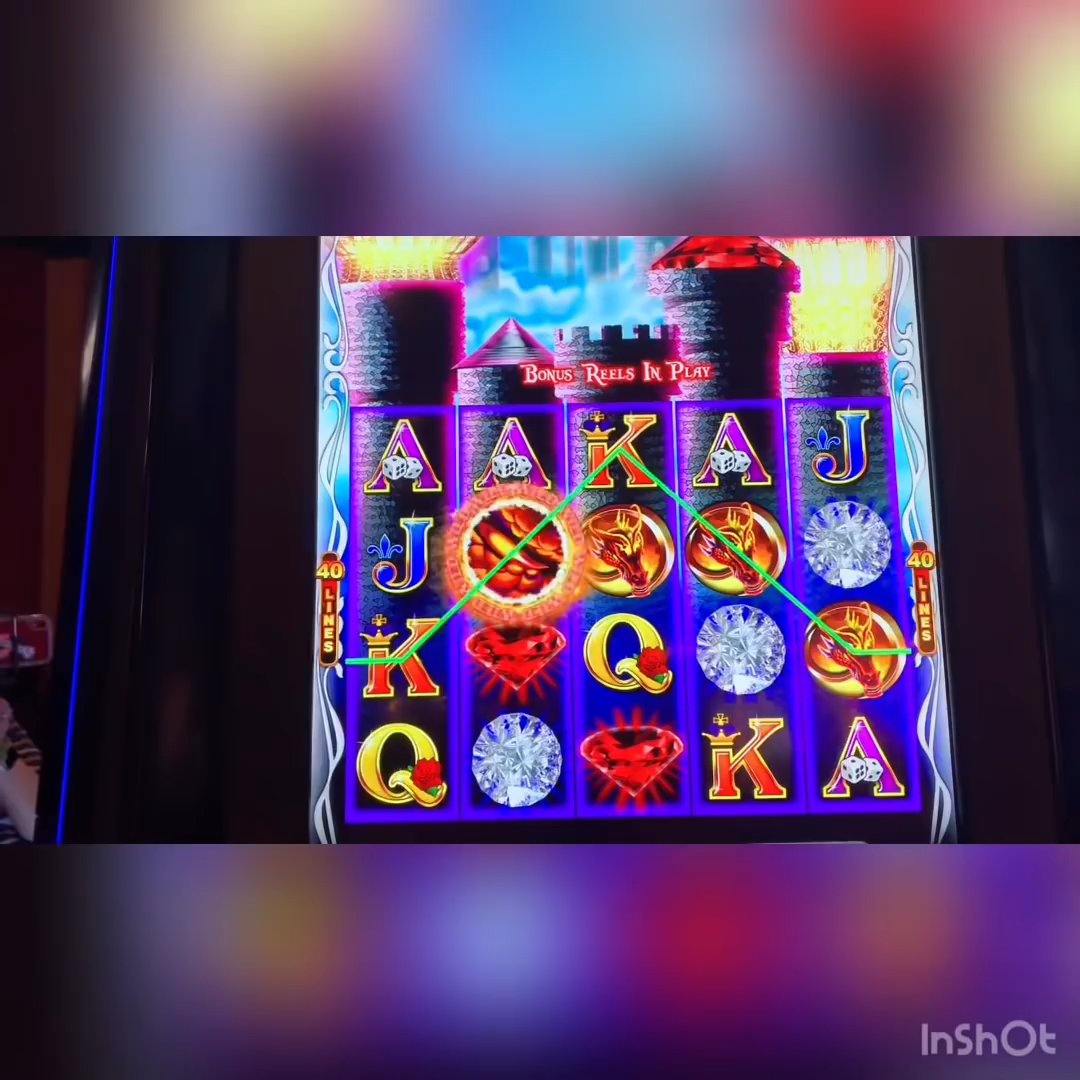 BONUS REELS IN PLAY
A A K A J
J
40 LINES
40 LINES
K Q
Q K A
InShOt